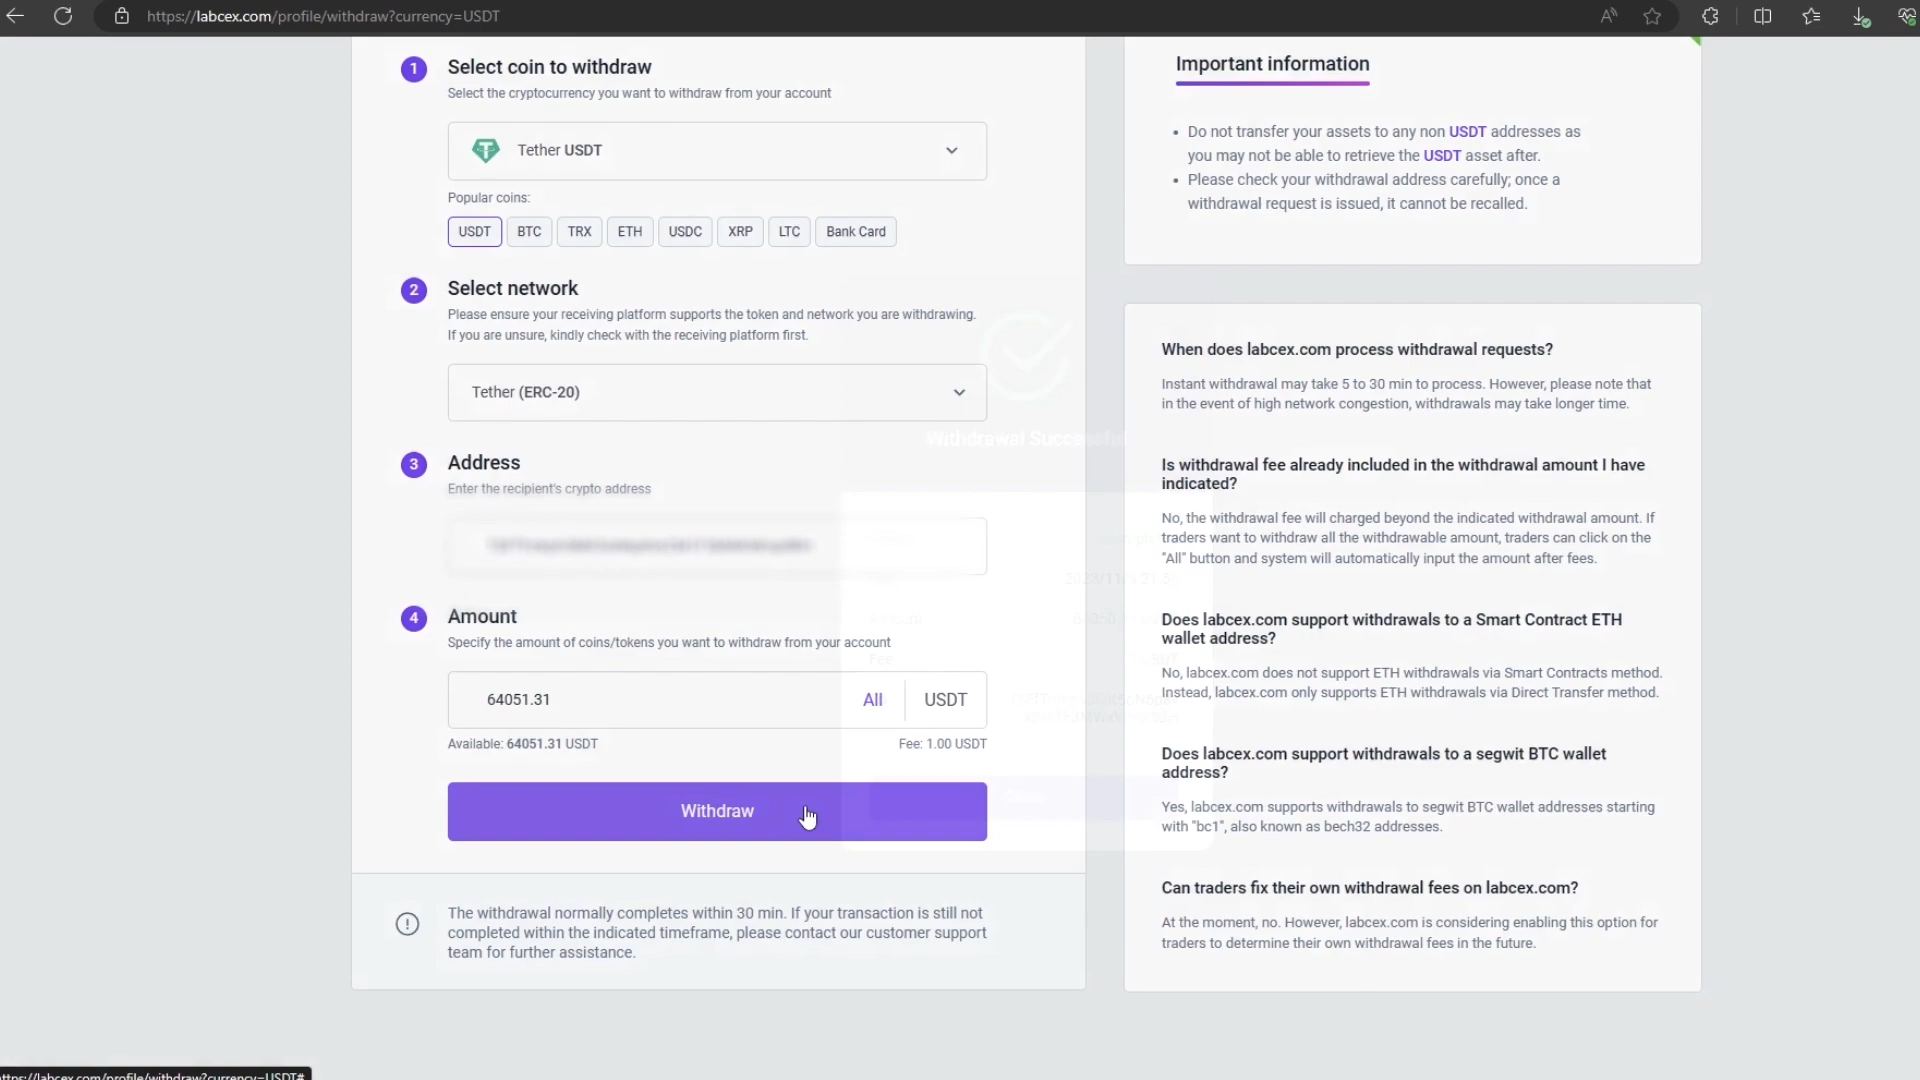 https://labcex.com/profile/withdraw?currency=USDT
1
Select coin to withdraw
Select the cryptocurrency you want to withdraw from your account
Tether USDT
Popular coins:
USDT BTC TRX ETH USDC XRP LTC Bank Card
2
Select network
Please ensure your receiving platform supports the token and network you are withdrawing.
If you are unsure, kindly check with the receiving platform first.
Tether (ERC-20)
Withdrawal Successful
3
Address
Enter the recipient's crypto address
4
Amount
Specify the amount of coins/tokens you want to withdraw from your account
Fee
64051.31 All USDT
Available: 64051.31 USDT Fee: 1.00 USDT
Withdraw
The withdrawal normally completes within 30 min. If your transaction is still not
completed within the indicated timeframe, please contact our customer support
team for further assistance.
Important information
• Do not transfer your assets to any non USDT addresses as
you may not be able to retrieve the USDT asset after.
• Please check your withdrawal address carefully; once a
withdrawal request is issued, it cannot be recalled.
When does labcex.com process withdrawal requests?
Instant withdrawal may take 5 to 30 min to process. However, please note that
in the event of high network congestion, withdrawals may take longer time.
Is withdrawal fee already included in the withdrawal amount I have
indicated?
No, the withdrawal fee will charged beyond the indicated withdrawal amount. If
traders want to withdraw all the withdrawable amount, traders can click on the
"All" button and system will automatically input the amount after fees.
Does labcex.com support withdrawals to a Smart Contract ETH
wallet address?
No, labcex.com does not support ETH withdrawals via Smart Contracts method.
Instead, labcex.com only supports ETH withdrawals via Direct Transfer method.
Does labcex.com support withdrawals to a segwit BTC wallet
address?
Yes, labcex.com supports withdrawals to segwit BTC wallet addresses starting
with "bc1", also known as bech32 addresses.
Can traders fix their own withdrawal fees on labcex.com?
At the moment, no. However, labcex.com is considering enabling this option for
traders to determine their own withdrawal fees in the future.
https://labcex.com/profile/withdraw?currency=USDT#